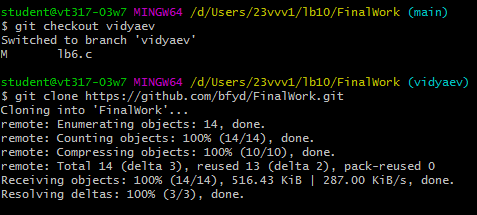 student@vt317-03w7 MINGW64 /d/Users/23vvv1/lb10/FinalWork (main)
$ git checkout vidyaev
Switched to branch 'vidyaev'
M       lb6.c
student@vt317-03w7 MINGW64 /d/Users/23vvv1/lb10/FinalWork (vidyaev)
$ git clone https://github.com/bfyd/FinalWork.git
Cloning into 'FinalWork'...
remote: Enumerating objects: 14, done.
remote: Counting objects: 100% (14/14), done.
remote: Compressing objects: 100% (10/10), done.
remote: Total 14 (delta 3), reused 13 (delta 2), pack-reused 0
Receiving objects: 100% (14/14), 516.43 KiB | 287.00 KiB/s, done.
Resolving deltas: 100% (3/3), done.